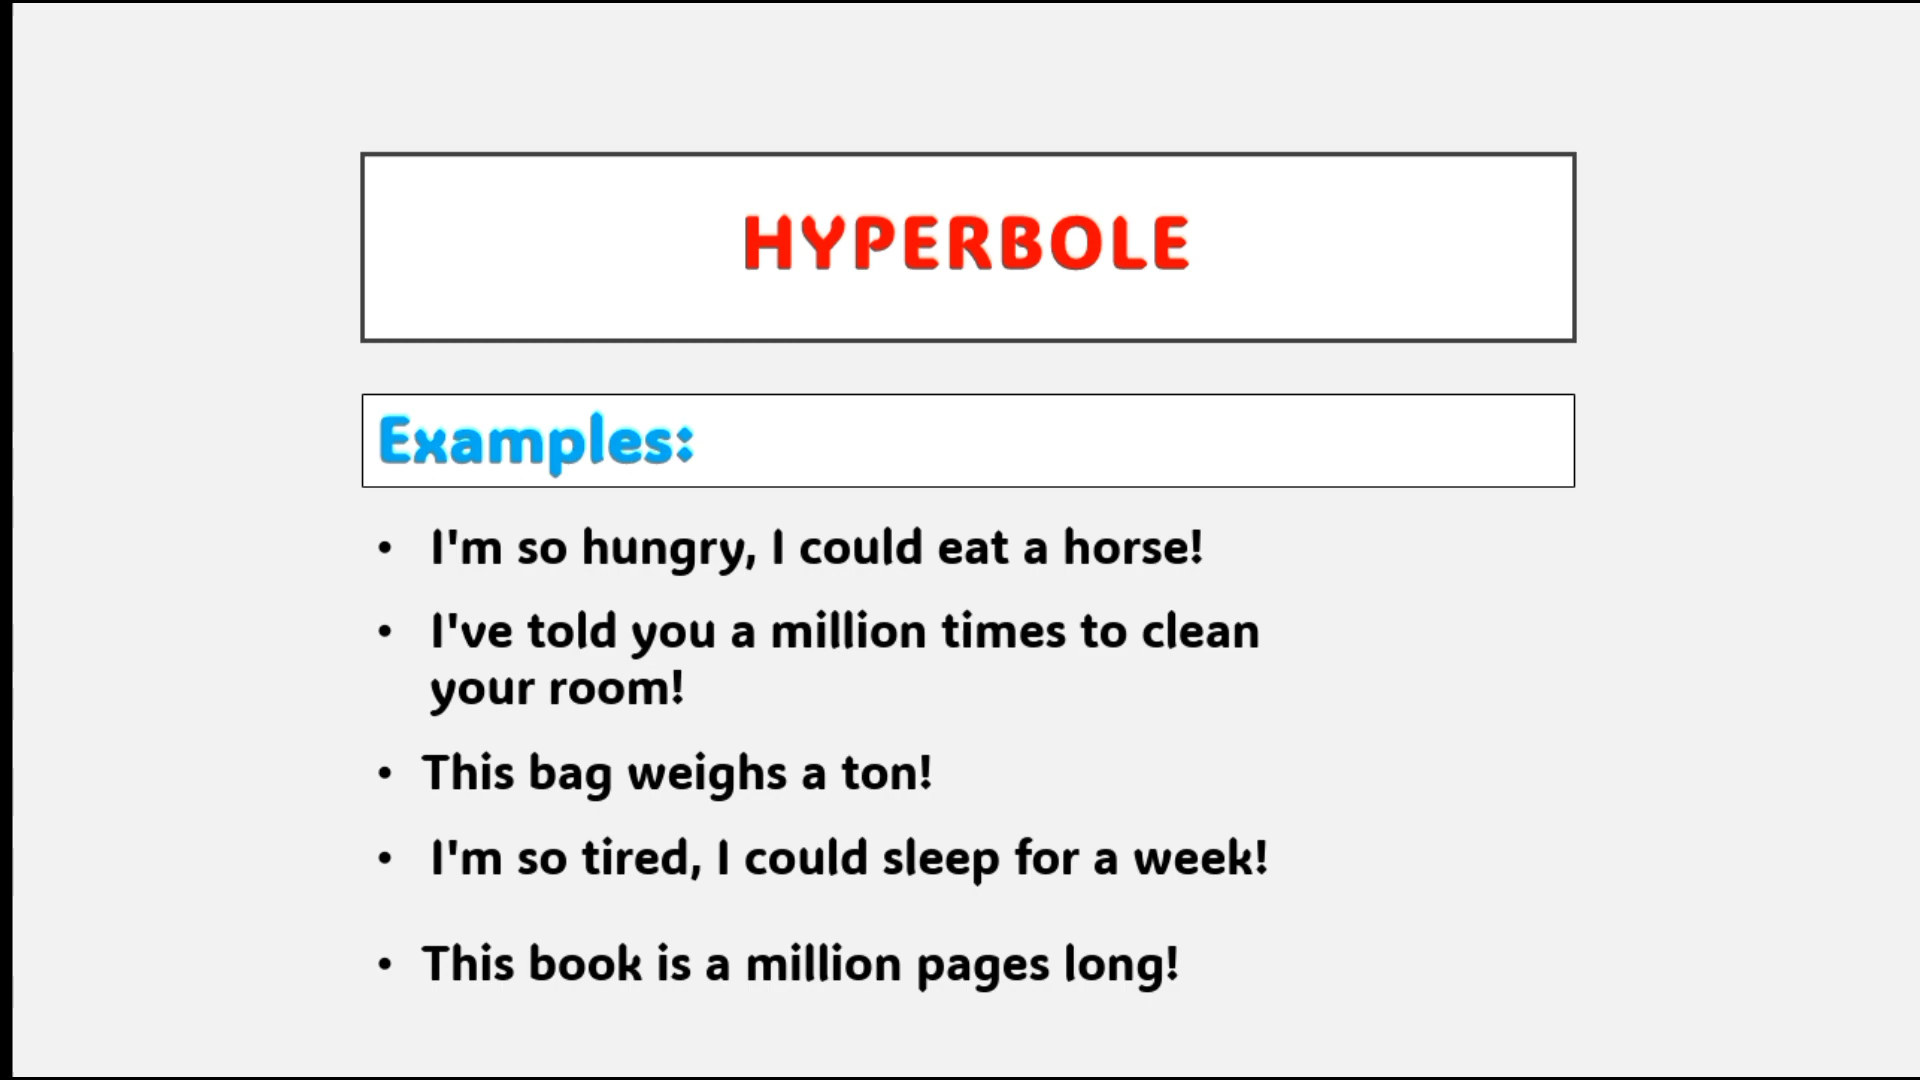 HYPERBOLE
Examples:
• I'm so hungry, I could eat a horse!
• I've told you a million times to clean
your room!
• This bag weighs a ton!
• I'm so tired, I could sleep for a week!
• This book is a million pages long!